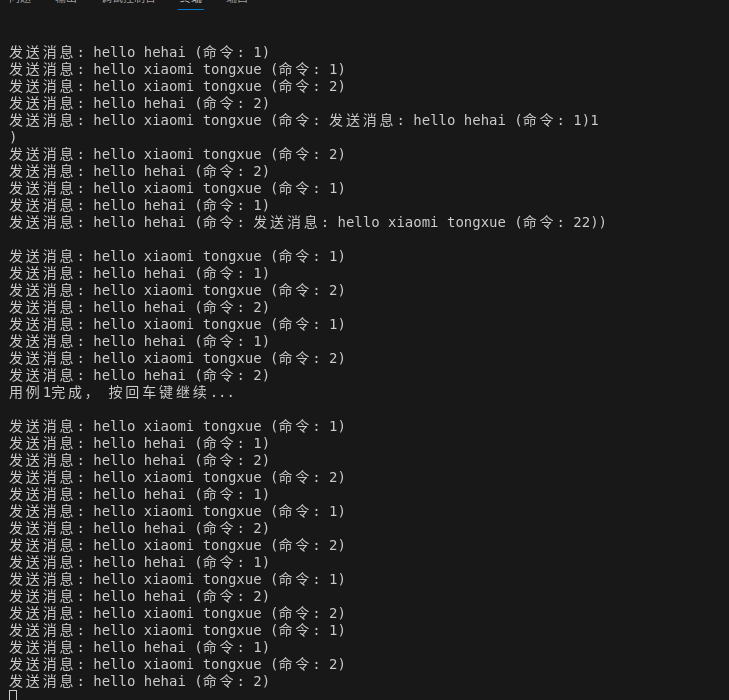 发送消息: hello hehai (命令: 1)
发送消息: hello xiaomi tongxue (命令: 1)
发送消息: hello xiaomi tongxue (命令: 2)
发送消息: hello hehai (命令: 2)
发送消息: hello xiaomi tongxue (命令: 发送消息: hello hehai (命令: 1)1
)
发送消息: hello xiaomi tongxue (命令: 2)
发送消息: hello hehai (命令: 2)
发送消息: hello xiaomi tongxue (命令: 1)
发送消息: hello hehai (命令: 1)
发送消息: hello hehai (命令: 发送消息: hello xiaomi tongxue (命令: 22))
发送消息: hello xiaomi tongxue (命令: 1)
发送消息: hello hehai (命令: 1)
发送消息: hello xiaomi tongxue (命令: 2)
发送消息: hello hehai (命令: 2)
发送消息: hello xiaomi tongxue (命令: 1)
发送消息: hello hehai (命令: 1)
发送消息: hello xiaomi tongxue (命令: 2)
发送消息: hello hehai (命令: 2)
用例1完成， 按回车键继续...
发送消息: hello xiaomi tongxue (命令: 1)
发送消息: hello hehai (命令: 1)
发送消息: hello hehai (命令: 2)
发送消息: hello xiaomi tongxue (命令: 2)
发送消息: hello hehai (命令: 1)
发送消息: hello xiaomi tongxue (命令: 1)
发送消息: hello hehai (命令: 2)
发送消息: hello xiaomi tongxue (命令: 2)
发送消息: hello hehai (命令: 1)
发送消息: hello xiaomi tongxue (命令: 1)
发送消息: hello hehai (命令: 2)
发送消息: hello xiaomi tongxue (命令: 2)
发送消息: hello xiaomi tongxue (命令: 1)
发送消息: hello hehai (命令: 1)
发送消息: hello xiaomi tongxue (命令: 2)
发送消息: hello hehai (命令: 2)